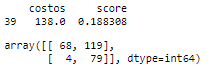 costos score
39 138.0 0.188308
array([[ 68, 119],
[ 4, 79]], dtype=int64)